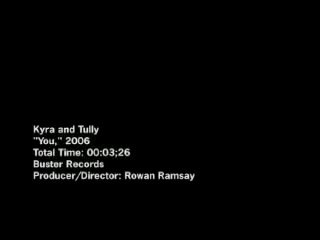 Kyra and Tully
"You," 2006
Total Time: 00:03;26
Buster Records
Producer/Director: Rowan Ramsay